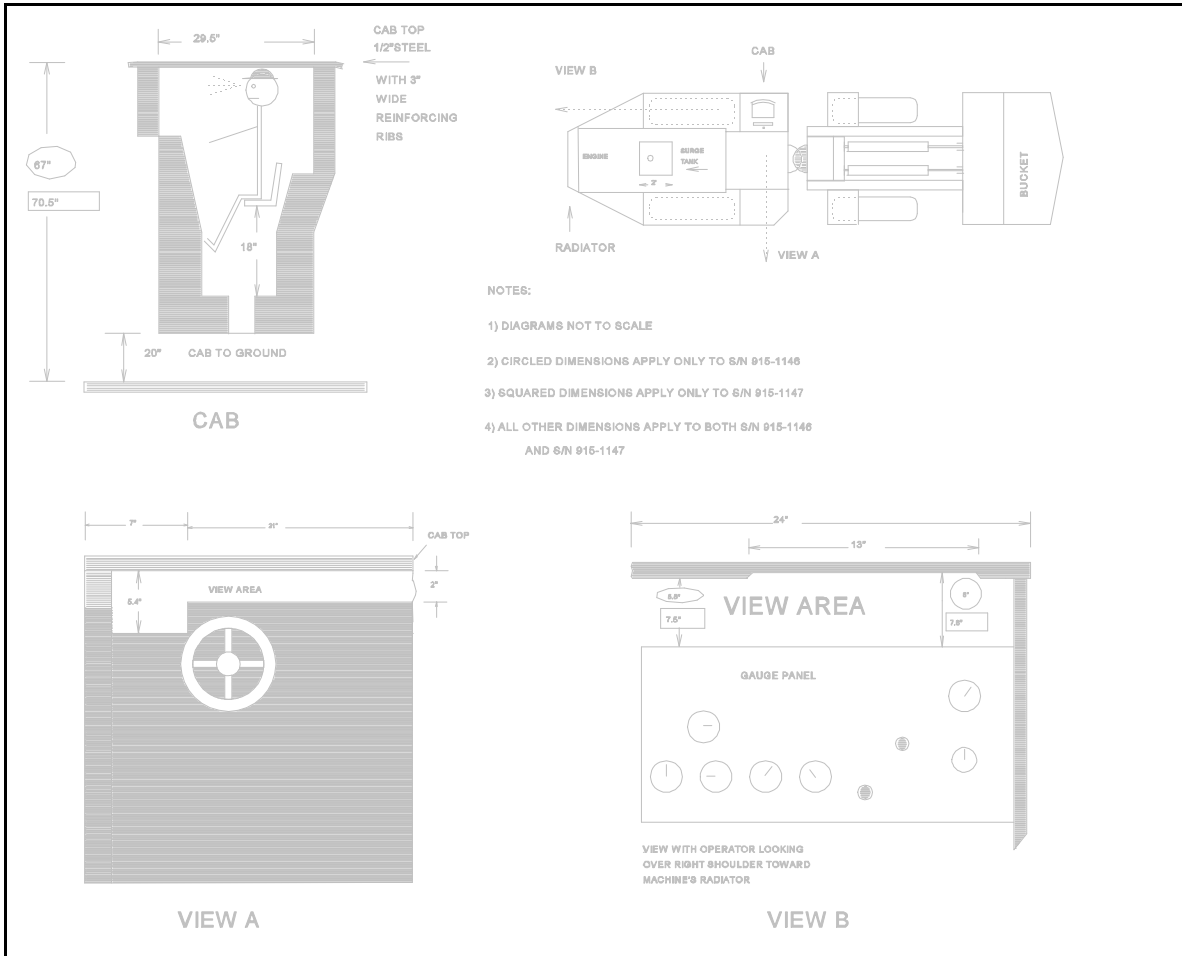 29.5"
CAB TOP
1/2"STEEL
WITH 3"
WIDE
REINFORCING
RIBS
67"
70.5"
18"
20"
CAB TO GROUND
CAB
CAB
VIEW B
ENGINE
SURGE
TANK
2'
BUCKET
RADIATOR
VIEW A
NOTES:
1) DIAGRAMS NOT TO SCALE
2) CIRCLED DIMENSIONS APPLY ONLY TO S/N 915-1146
3) SQUARED DIMENSIONS APPLY ONLY TO S/N 915-1147
4) ALL OTHER DIMENSIONS APPLY TO BOTH S/N 915-1146
AND S/N 915-1147
7"
21"
CAB TOP
VIEW AREA
2"
5.4"
VIEW A
24"
13"
VIEW AREA
7.5"
GAUGE PANEL
VIEW WITH OPERATOR LOOKING
OVER RIGHT SHOULDER TOWARD
MACHINE'S RADIATOR
VIEW B